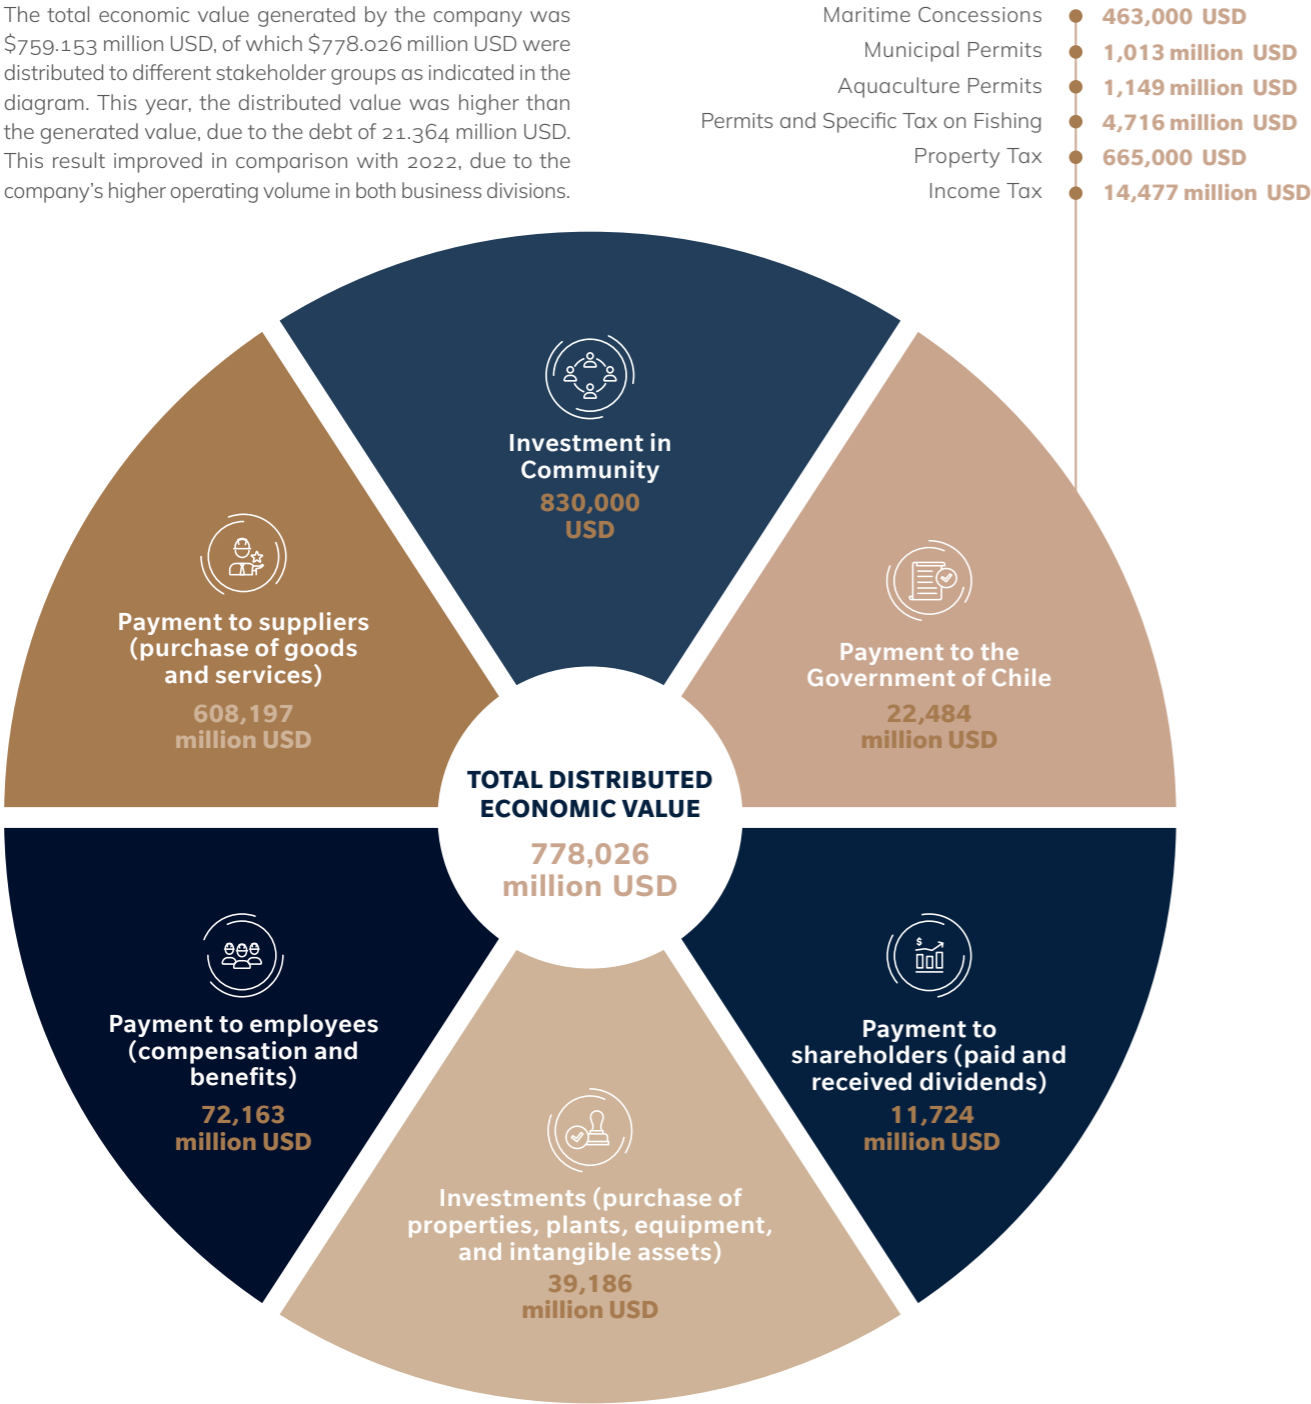 The total economic value generated by the company was
$759.153 million USD, of which $778.026 million USD were
distributed to different stakeholder groups as indicated in the
diagram. This year, the distributed value was higher than
the generated value, due to the debt of 21.364 million USD.
This result improved in comparison with 2022, due to the
company's higher operating volume in both business divisions.
Maritime Concessions 463,000 USD
Municipal Permits 1,013 million USD
Aquaculture Permits 1,149 million USD
Permits and Specific Tax on Fishing 4,716 million USD
Property Tax 665,000 USD
Income Tax 14,477 million USD
Investment in
Community
830,000
USD
Payment to suppliers
(purchase of goods
and services)
608,197
million USD
Payment to the
Government of Chile
22,484
million USD
TOTAL DISTRIBUTED
ECONOMIC VALUE
778,026
million USD
Payment to employees
(compensation and
benefits)
72,163
million USD
Payment to
shareholders (paid and
received dividends)
11,724
million USD
Investments (purchase of
properties, plants, equipment,
and intangible assets)
39,186
million USD